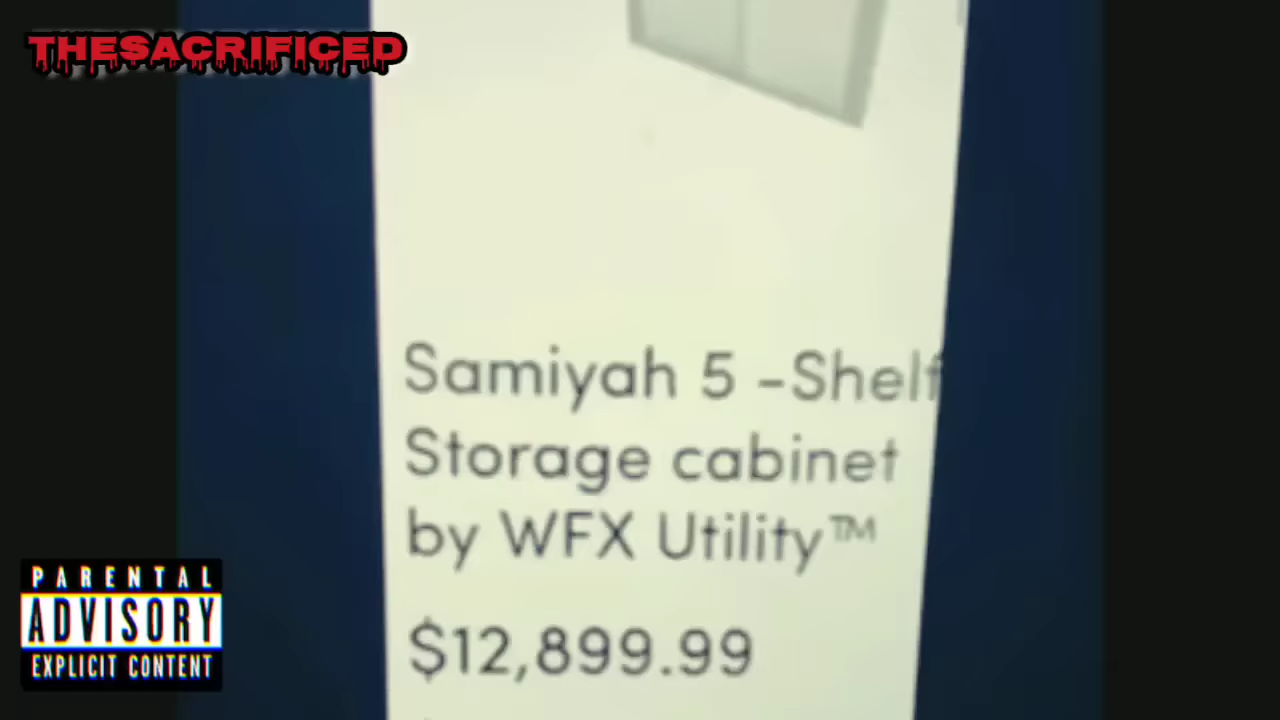 THESACRIFICED
Samiyah 5 -Shelf
Storage cabinet
by WFX Utility™
$12,899.99
PARENTAL
ADVISORY
EXPLICIT CONTENT